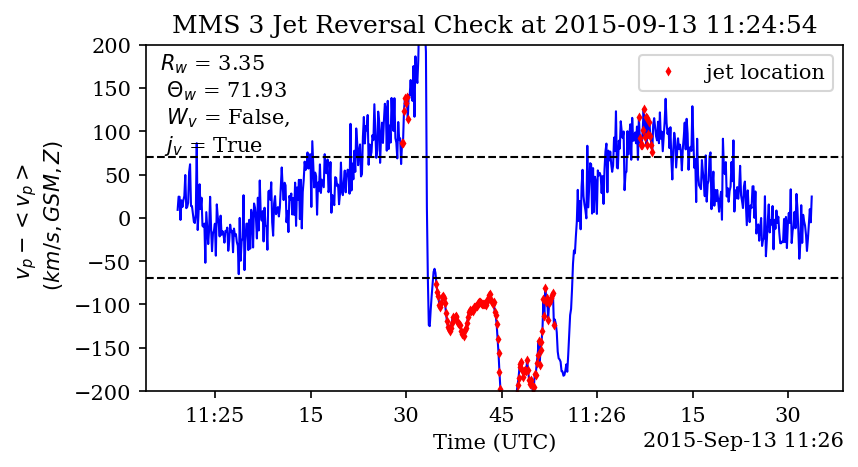 MMS 3 Jet Reversal Check at 2015-09-13 11:24:54
R_w = 3.35
Θ_w = 71.93
W_v = False,
j_v = True
jet location
v_p − <v_p>
(km/s, GSM, Z)
200
150
100
50
0
−50
−100
−150
−200
11:25 15 30 45 11:26 15 30
Time (UTC)
2015-Sep-13 11:26